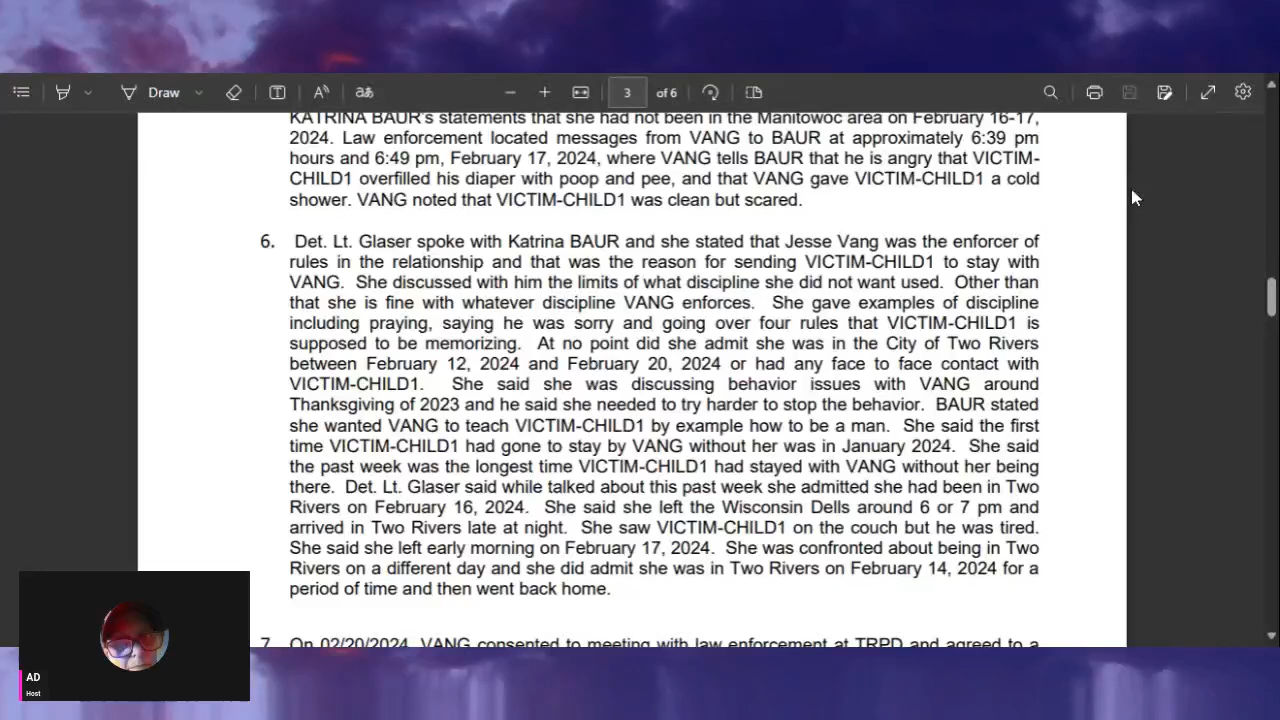 Draw
3
of 6
KATRINA BAUR's statements that she had not been in the Manitowoc area on February 16-17,
2024. Law enforcement located messages from VANG to BAUR at approximately 6:39 pm
hours and 6:49 pm, February 17, 2024, where VANG tells BAUR that he is angry that VICTIM-
CHILD1 overfilled his diaper with poop and pee, and that VANG gave VICTIM-CHILD1 a cold
shower. VANG noted that VICTIM-CHILD1 was clean but scared.
6. Det. Lt. Glaser spoke with Katrina BAUR and she stated that Jesse Vang was the enforcer of
rules in the relationship and that was the reason for sending VICTIM-CHILD1 to stay with
VANG. She discussed with him the limits of what discipline she did not want used. Other than
that she is fine with whatever discipline VANG enforces. She gave examples of discipline
including praying, saying he was sorry and going over four rules that VICTIM-CHILD1 is
supposed to be memorizing. At no point did she admit she was in the City of Two Rivers
between February 12, 2024 and February 20, 2024 or had any face to face contact with
VICTIM-CHILD1. She said she was discussing behavior issues with VANG around
Thanksgiving of 2023 and he said she needed to try harder to stop the behavior. BAUR stated
she wanted VANG to teach VICTIM-CHILD1 by example how to be a man. She said the first
time VICTIM-CHILD1 had gone to stay by VANG without her was in January 2024. She said
the past week was the longest time VICTIM-CHILD1 had stayed with VANG without her being
there. Det. Lt. Glaser said while talked about this past week she admitted she had been in Two
Rivers on February 16, 2024. She said she left the Wisconsin Dells around 6 or 7 pm and
arrived in Two Rivers late at night. She saw VICTIM-CHILD1 on the couch but he was tired.
She said she left early morning on February 17, 2024. She was confronted about being in Two
Rivers on a different day and she did admit she was in Two Rivers on February 14, 2024 for a
period of time and then went back home.
7. On 02/20/2024, VANG consented to meeting with law enforcement at TRPD and agreed to a
AD
Host